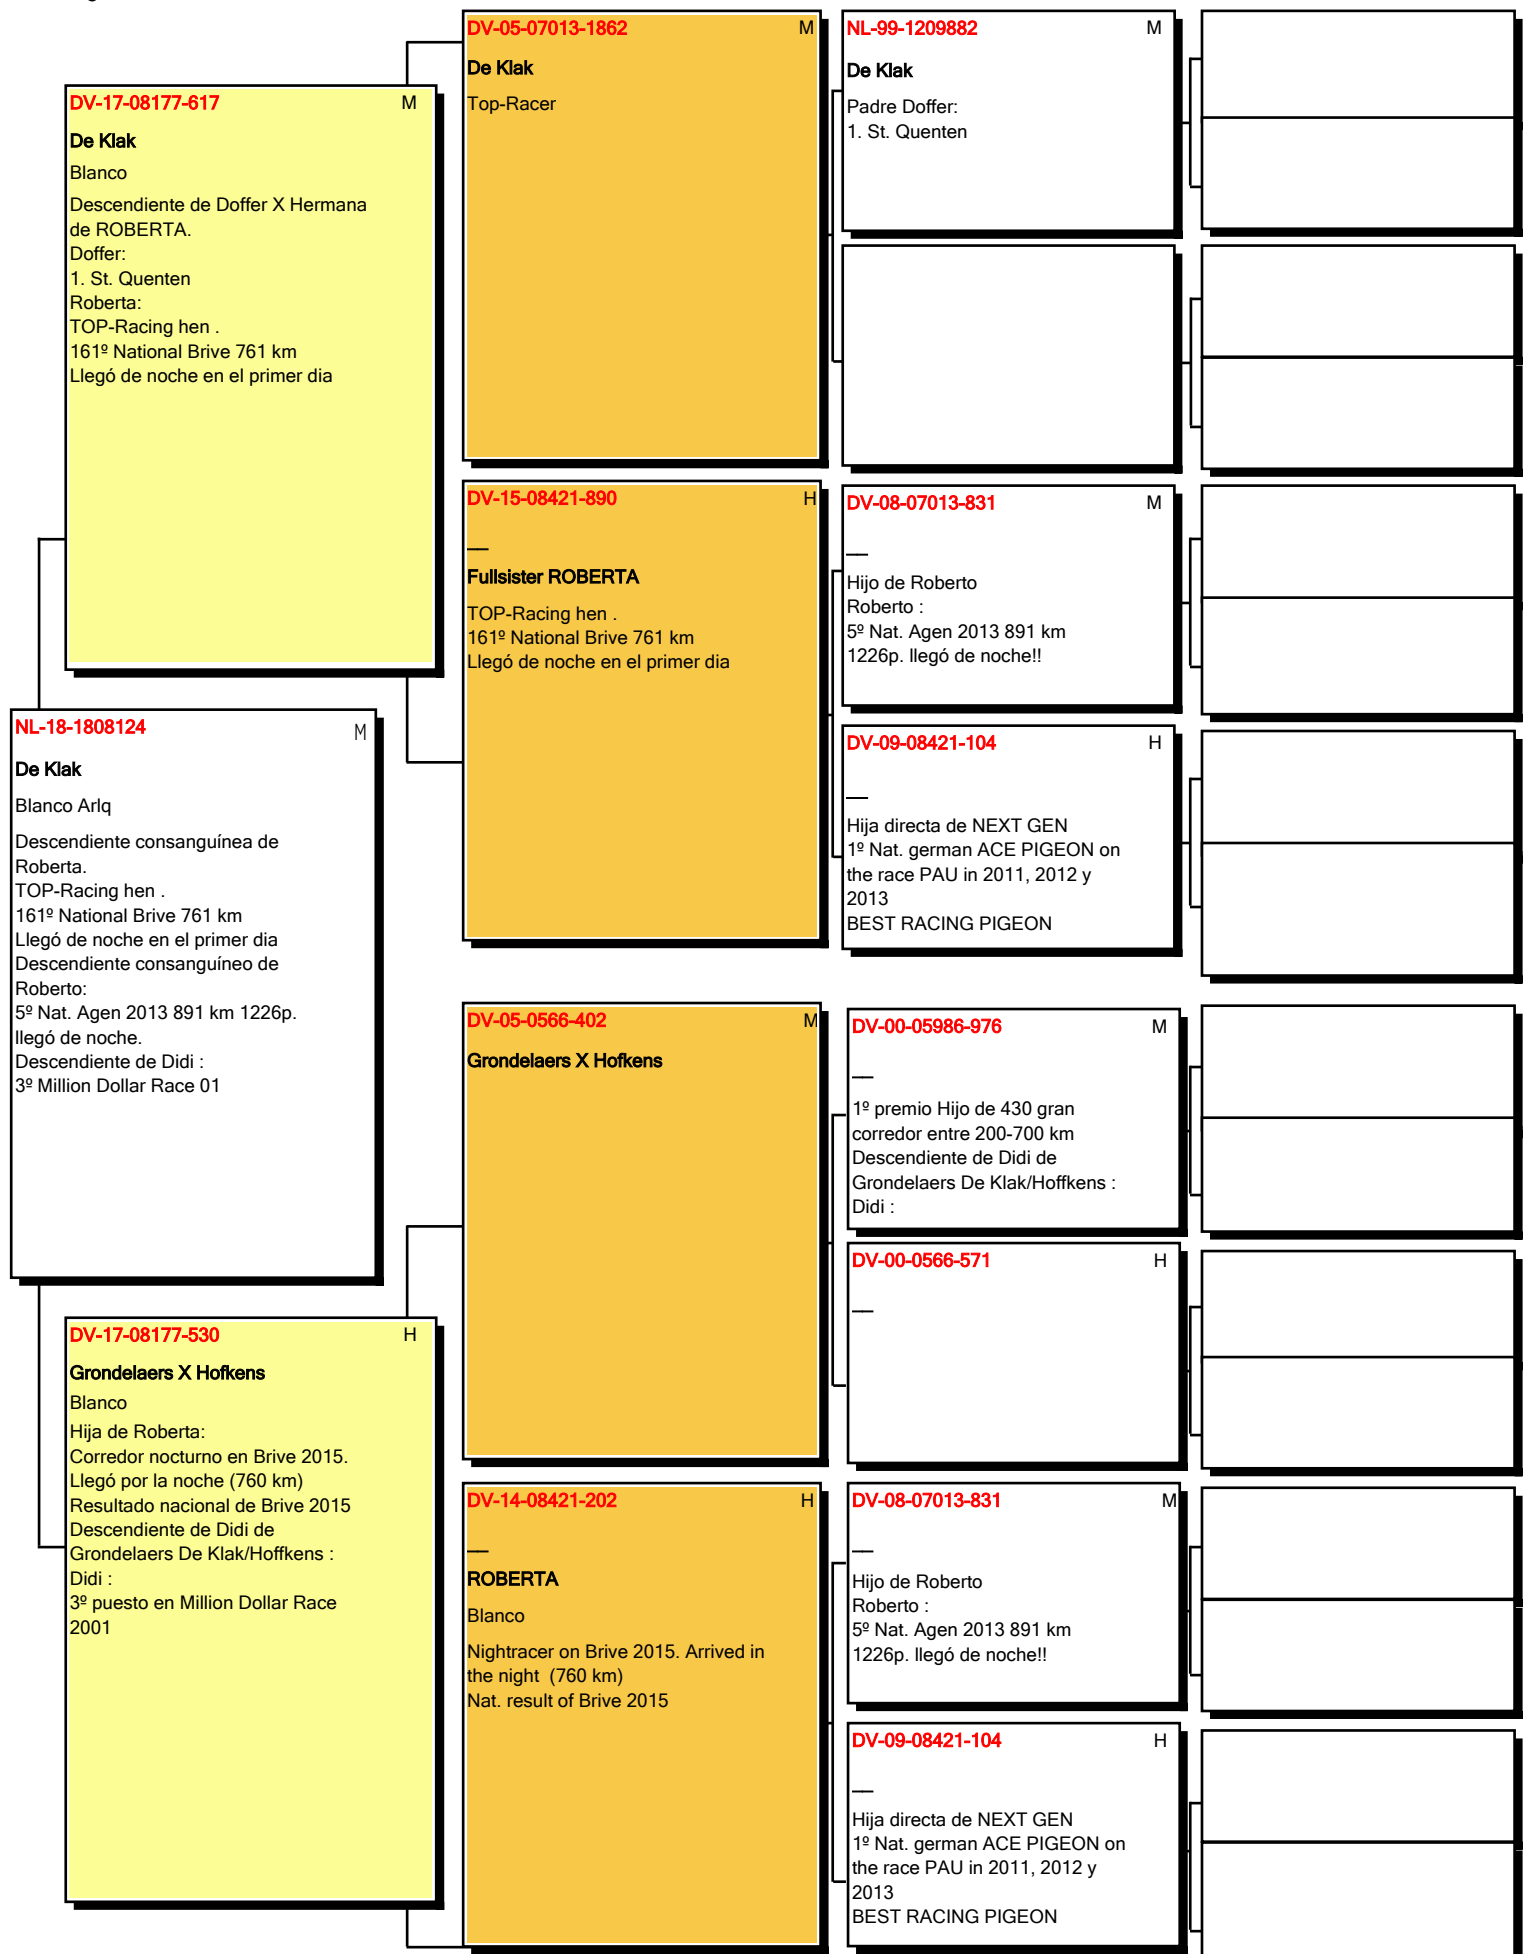 DV-17-08177-617 M
De Klak
Blanco
Descendiente de Doffer X Hermana
de ROBERTA.
Doffer:
1. St. Quenten
Roberta:
TOP-Racing hen .
161º National Brive 761 km
Llegó de noche en el primer dia
NL-18-1808124 M
De Klak
Blanco Arlq
Descendiente consanguínea de
Roberta.
TOP-Racing hen .
161º National Brive 761 km
Llegó de noche en el primer dia
Descendiente consanguíneo de
Roberto:
5º Nat. Agen 2013 891 km 1226p.
llegó de noche.
Descendiente de Didi :
3º Million Dollar Race 01
DV-17-08177-530 H
Grondelaers X Hofkens
Blanco
Hija de Roberta:
Corredor nocturno en Brive 2015.
Llegó por la noche (760 km)
Resultado nacional de Brive 2015
Descendiente de Didi de
Grondelaers De Klak/Hoffkens :
Didi :
3º puesto en Million Dollar Race
2001
DV-05-07013-1862 M
De Klak
Top-Racer
DV-15-08421-890 H
__
Fullsister ROBERTA
TOP-Racing hen .
161º National Brive 761 km
Llegó de noche en el primer dia
DV-05-0566-402 M
Grondelaers X Hofkens
DV-14-08421-202 H
__
ROBERTA
Blanco
Nightracer on Brive 2015. Arrived in
the night (760 km)
Nat. result of Brive 2015
NL-99-1209882 M
De Klak
Padre Doffer:
1. St. Quenten
DV-08-07013-831 M
__
Hijo de Roberto
Roberto :
5º Nat. Agen 2013 891 km
1226p. llegó de noche!!
DV-09-08421-104 H
__
Hija directa de NEXT GEN
1º Nat. german ACE PIGEON on
the race PAU in 2011, 2012 y
2013
BEST RACING PIGEON
DV-00-05986-976 M
__
1º premio Hijo de 430 gran
corredor entre 200-700 km
Descendiente de Didi de
Grondelaers De Klak/Hoffkens :
Didi :
DV-00-0566-571 H
__
DV-08-07013-831 M
__
Hijo de Roberto
Roberto :
5º Nat. Agen 2013 891 km
1226p. llegó de noche!!
DV-09-08421-104 H
__
Hija directa de NEXT GEN
1º Nat. german ACE PIGEON on
the race PAU in 2011, 2012 y
2013
BEST RACING PIGEON